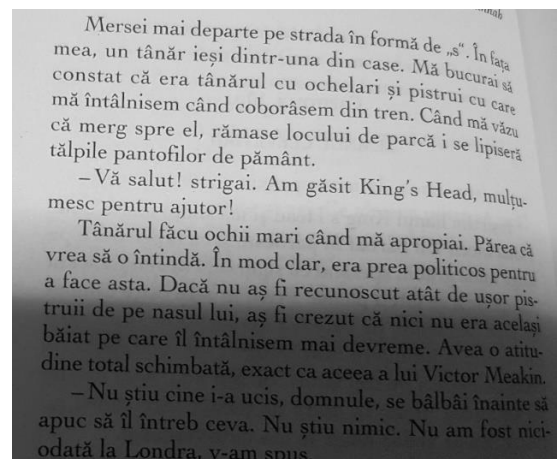 Mersei mai departe pe strada în formă de „s“. În fața
mea, un tânăr ieși dintr-una din case. Mă bucurai să
constat că era tânărul cu ochelari și pistrui cu care
mă întâlnisem când coborâsem din tren. Când mă văzu
că merg spre el, rămase locului de parcă i se lipiseră
tălpile pantofilor de pământ.
– Vă salut! strigai. Am găsit King’s Head, mulțu-
mesc pentru ajutor!
Tânărul făcu ochii mari când mă apropiai. Părea că
vrea să o întindă. În mod clar, era prea politicos pentru
a face asta. Dacă nu aș fi recunoscut atât de ușor pis-
truii de pe nasul lui, aș fi crezut că nici nu era același
băiat pe care îl întâlnisem mai devreme. Avea o atitu-
dine total schimbată, exact ca aceea a lui Victor Meakin.
– Nu știu cine i-a ucis, domnule, se bâlbâi înainte să
apuc să îl întreb ceva. Nu știu nimic. Nu am fost nici-
odată la Londra, v-am spus